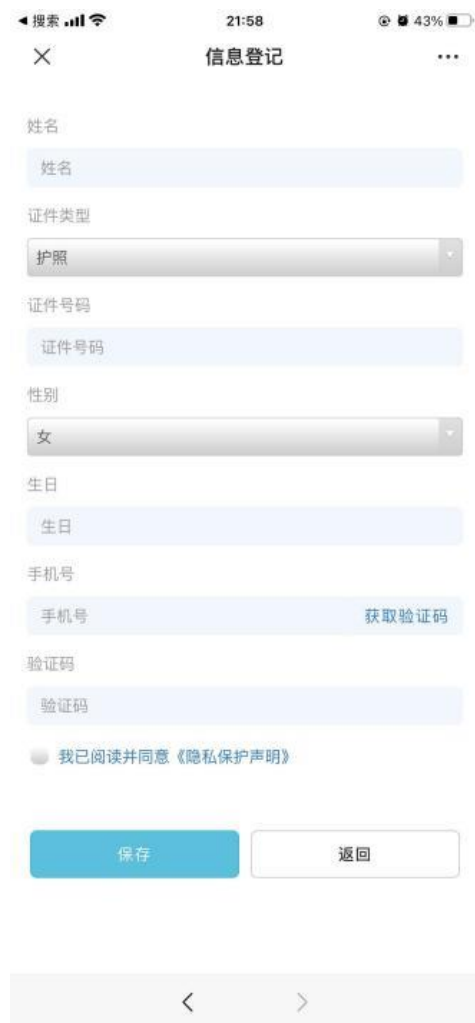 搜索 21:58 43%
信息登记
姓名
姓名
证件类型
护照
证件号码
证件号码
性别
女
生日
生日
手机号
手机号 获取验证码
验证码
验证码
我已阅读并同意《隐私保护声明》
保存 返回